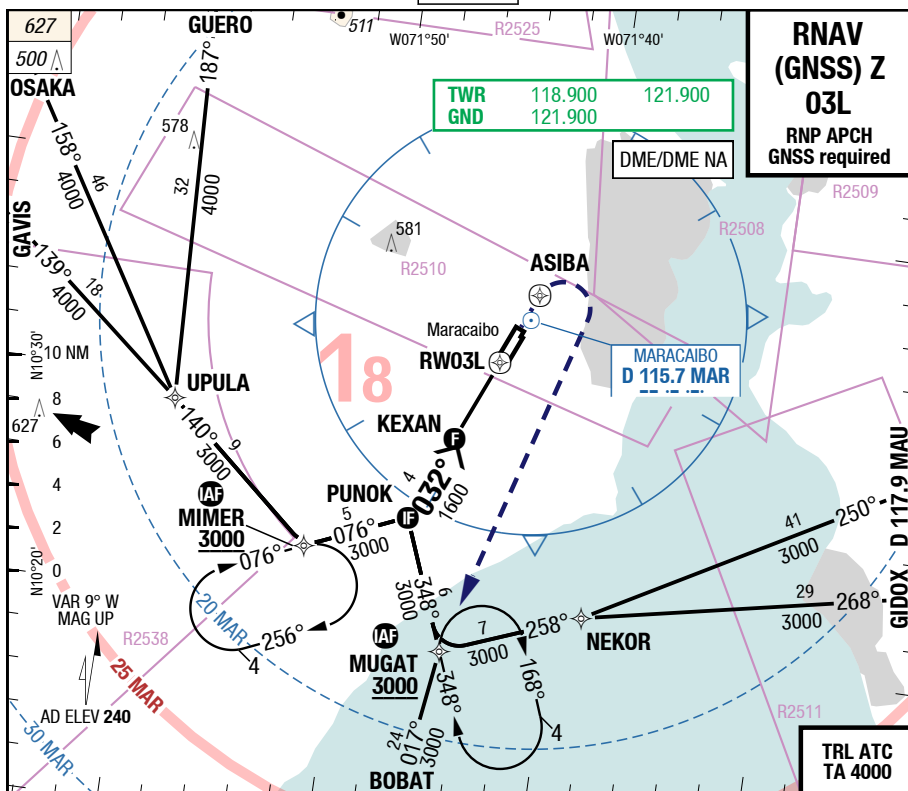 627
500
GUERO
511
R2525
W071°50'
W071°40'
RNAV
(GNSS) Z
03L
RNP APCH
GNSS required
OSAKA
TWR 118.900 121.900
GND 121.900
DME/DME NA
187°
578
32
4000
158°
46
4000
GAVIS
139°
18
4000
R2509
R2508
581
R2510
ASIBA
Maracaibo
RW03L
MARACAIBO
D 115.7 MAR
18
N10°30'
10 NM
8
6
4
2
0
N10°20'
627
UPULA
140°
9
3000
KEXAN
F
4
032°
1600
IAF
MIMER
3000
PUNOK
IF
5
076°
3000
076°
256°
4
6
348°
3000
41
3000
250°
D 117.9 MAU
29
3000
268°
GIDOX
VAR 9° W
MAG UP
R2538
20 MAR
25 MAR
30 MAR
AD ELEV 240
IAF
MUGAT
3000
7
3000
258°
NEKOR
168°
348°
4
24
017°
3000
BOBAT
R2511
TRL ATC
TA 4000